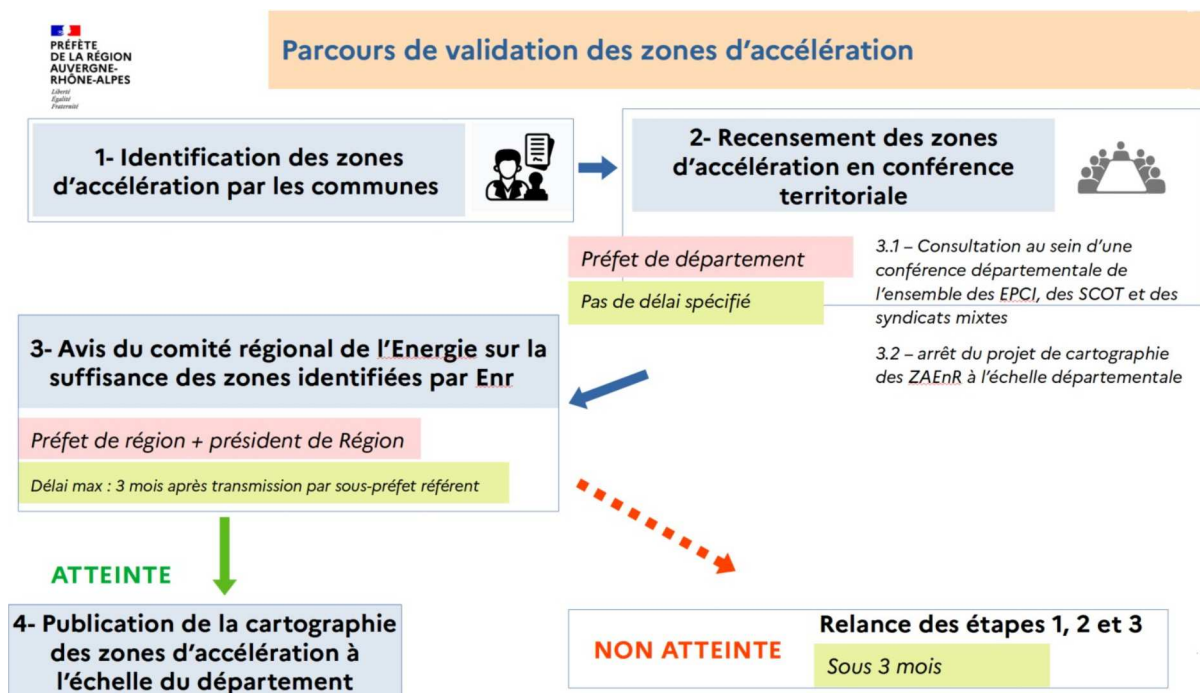 PRÉFÈTE
DE LA RÉGION
AUVERGNE-
RHÔNE-ALPES
Liberté
Égalité
Fraternité
Parcours de validation des zones d'accélération
1- Identification des zones
d'accélération par les communes
2- Recensement des zones
d'accélération en conférence
territoriale
Préfet de département
Pas de délai spécifié
3.1 – Consultation au sein d'une
conférence départementale de
l'ensemble des EPCI, des SCOT et des
syndicats mixtes
3.2 – arrêt du projet de cartographie
des ZAEnR à l'échelle départementale
3- Avis du comité régional de l'Energie sur la
suffisance des zones identifiées par Enr
Préfet de région + président de Région
Délai max : 3 mois après transmission par sous-préfet référent
ATTEINTE
4- Publication de la cartographie
des zones d'accélération à
l'échelle du département
NON ATTEINTE
Relance des étapes 1, 2 et 3
Sous 3 mois